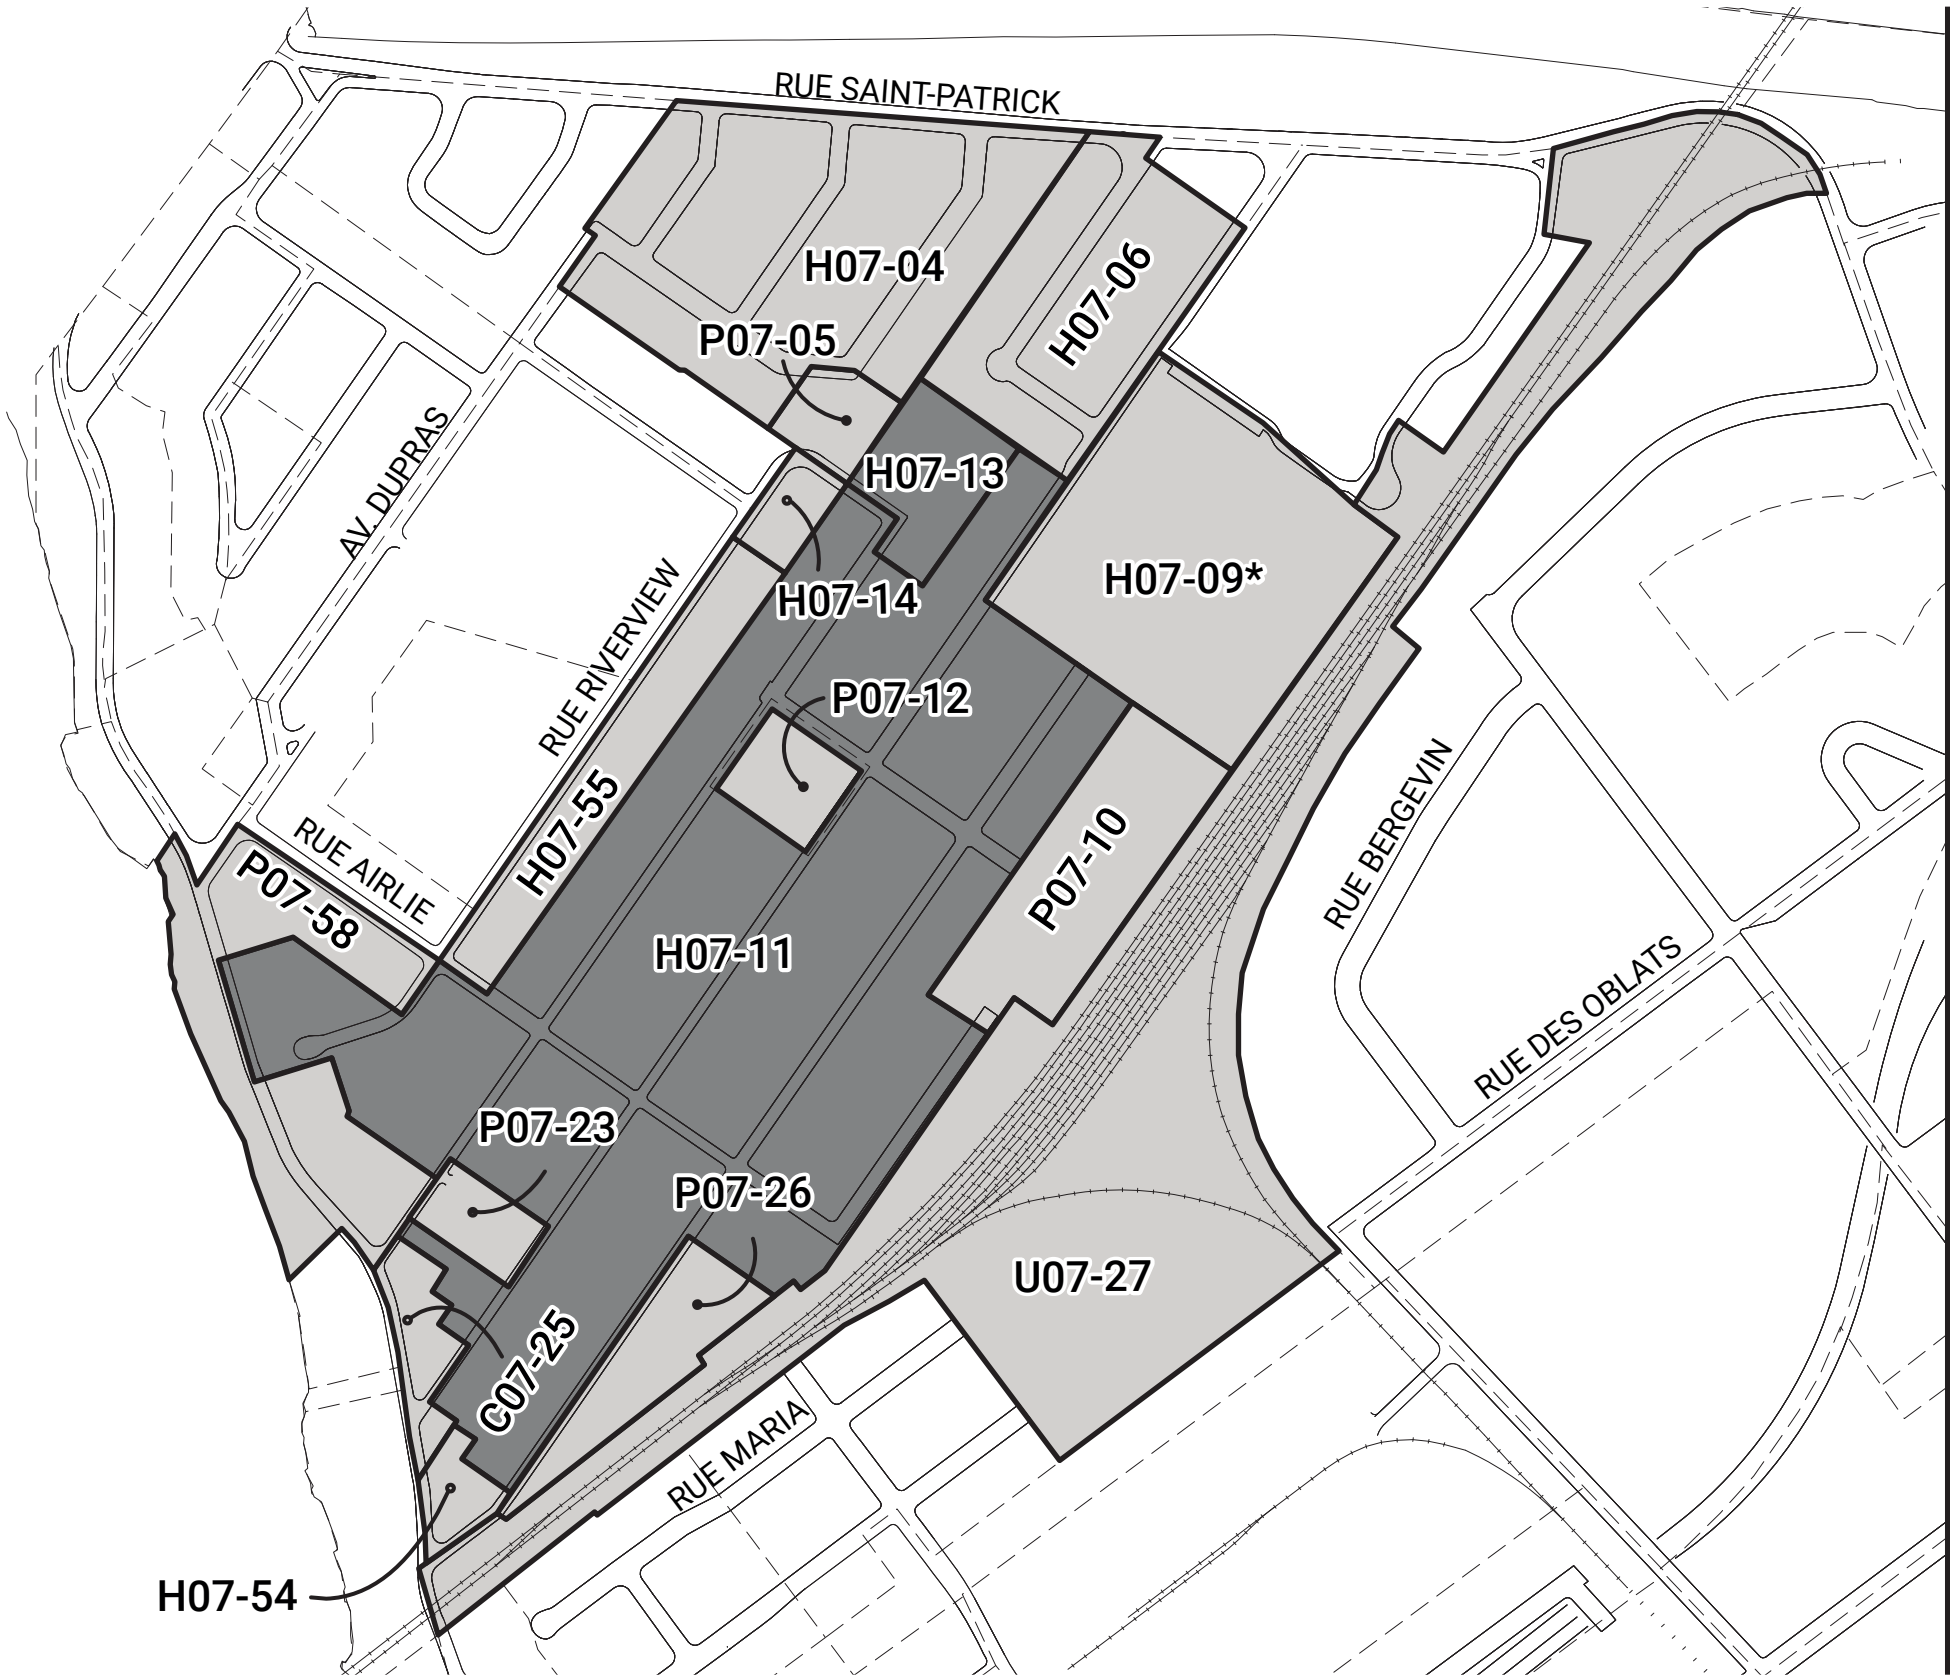 RUE SAINT-PATRICK
H07-04
H07-06
P07-05
H07-13
AV. DUPRAS
H07-09*
H07-14
RUE RIVERVIEW
P07-12
H07-55
RUE AIRLIE
P07-58
P07-10
RUE BERGEVIN
H07-11
RUE DES OBLATS
P07-23
P07-26
U07-27
C07-25
RUE MARIA
H07-54